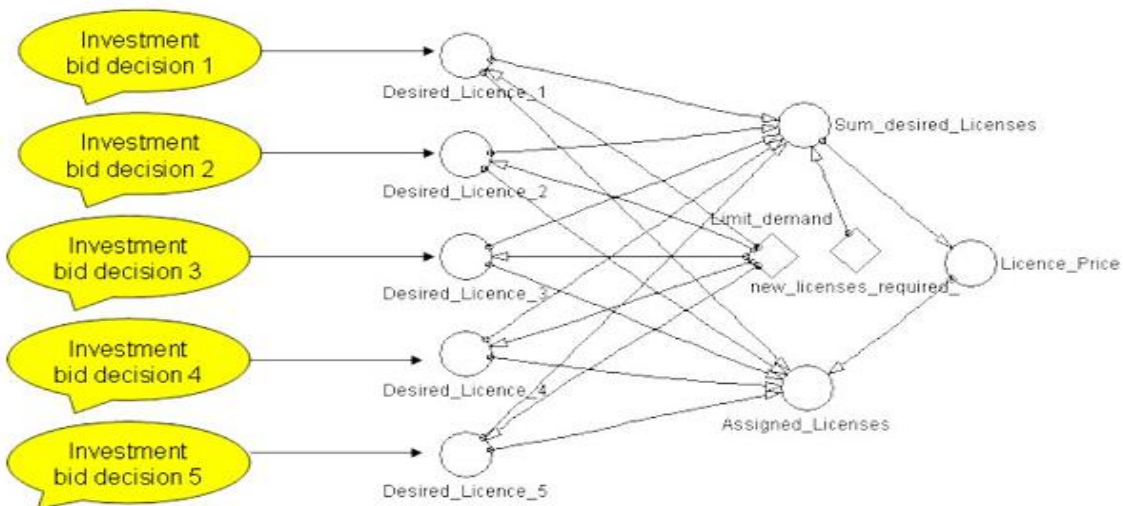 Investment
bid decision 1
Desired_Licence_1
Sum_desired_Licenses
Investment
bid decision 2
Desired_Licence_2
Limit_demand
Investment
bid decision 3
Desired_Licence_3
new_licenses_required_
Licence_Price
Investment
bid decision 4
Desired_Licence_4
Assigned_Licenses
Investment
bid decision 5
Desired_Licence_5